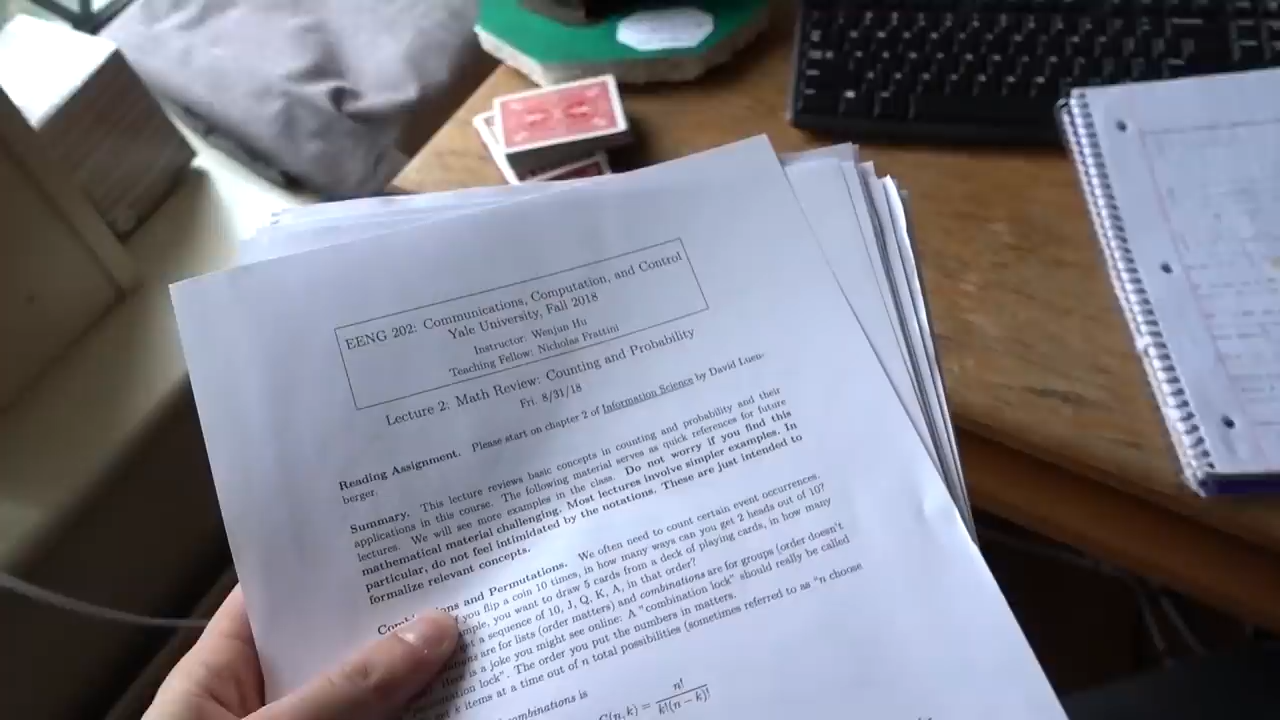 EENG 202: Communications, Computation, and Control
Yale University, Fall 2018
Instructor: Wenjun Hu
Teaching Fellow: Nicholas Frattini
Lecture 2: Math Review: Counting and Probability
Fri. 8/31/18
Reading Assignment. Please start on chapter 2 of Information Science by David Luen-
berger.
Summary. This lecture reviews basic concepts in counting and probability and their
applications in this course. The following material serves as quick references for future
lectures. We will see more examples in the class. Do not worry if you find this
mathematical material challenging. Most lectures involve simpler examples. In
particular, do not feel intimidated by the notations. These are just intended to
formalize relevant concepts.
and Permutations. We often need to count certain event occurrences.
you flip a coin 10 times, in how many ways can you get 2 heads out of 10?
you want to draw 5 cards from a deck of playing cards, in how many
a sequence of 10, J, Q, K, A, in that order?
are for lists (order matters) and combinations are for groups (order doesn't
is a joke you might see online: A "combination lock" should really be called
lock". The order you put the numbers in matters.
k items at a time out of n total possibilities (sometimes referred to as "n choose
combinations is
C(n, k) = n! / k!(n − k)!